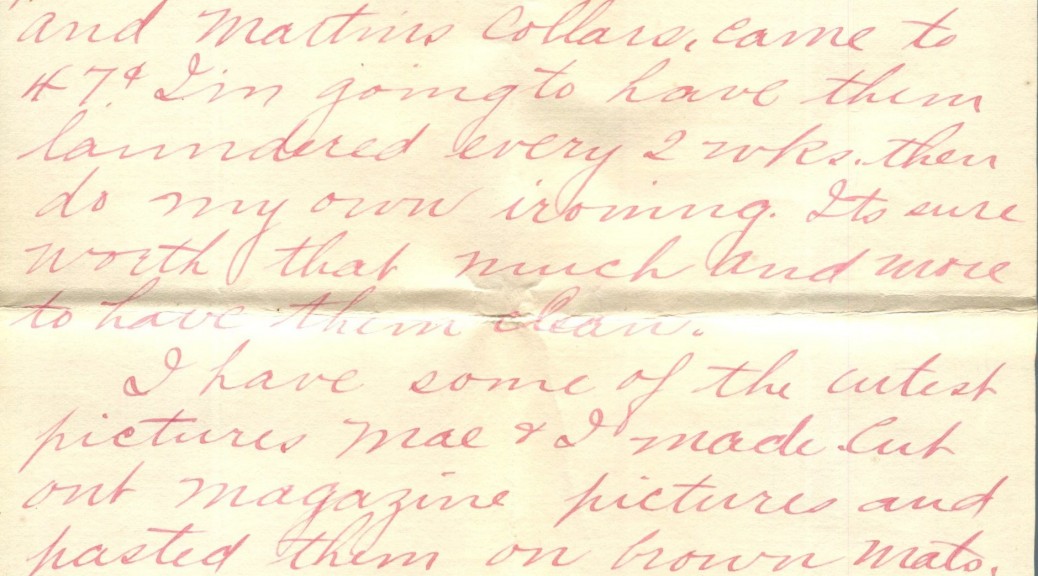 and Martins Collars, came to
47¢ I'm going to have them
laundered every 2 wks. then
do my own ironing. Its sure
worth that much and more
to have them clean.
I have some of the cutest
pictures Mae & I made. Cut
out magazine pictures and
pasted them on brown mats.